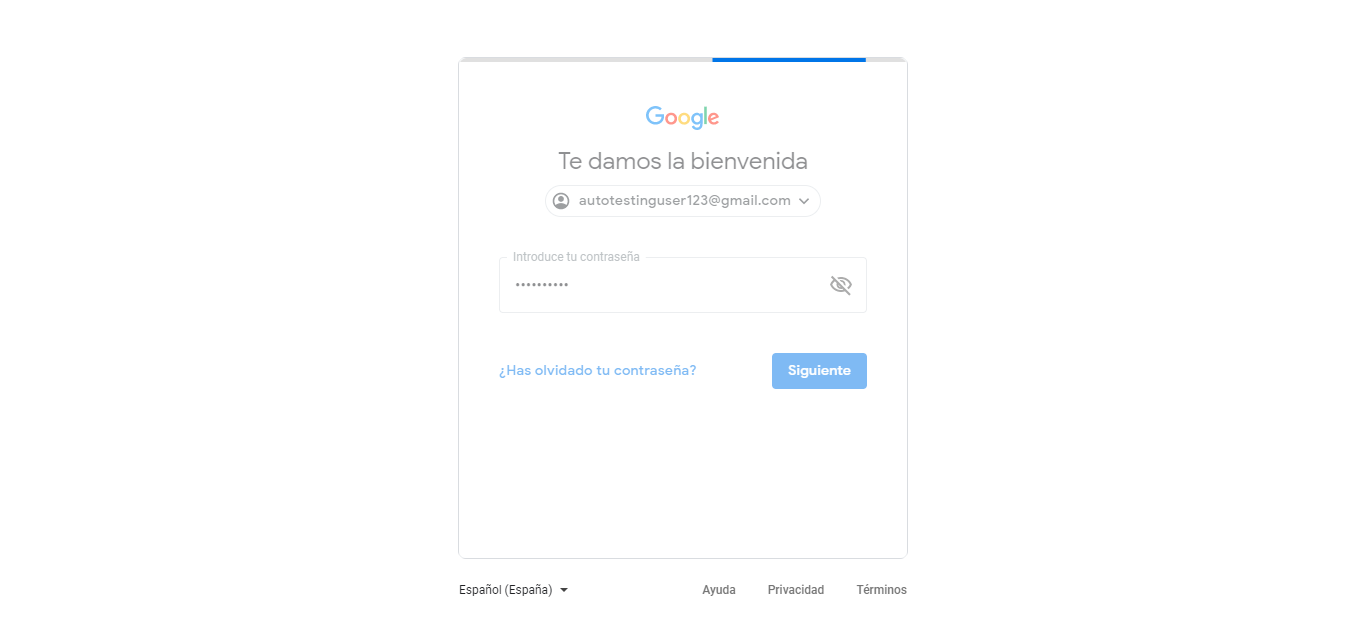 Google
Te damos la bienvenida
autotestinguser123@gmail.com
Introduce tu contraseña
••••••••••
¿Has olvidado tu contraseña? Siguiente
Español (España) Ayuda Privacidad Términos